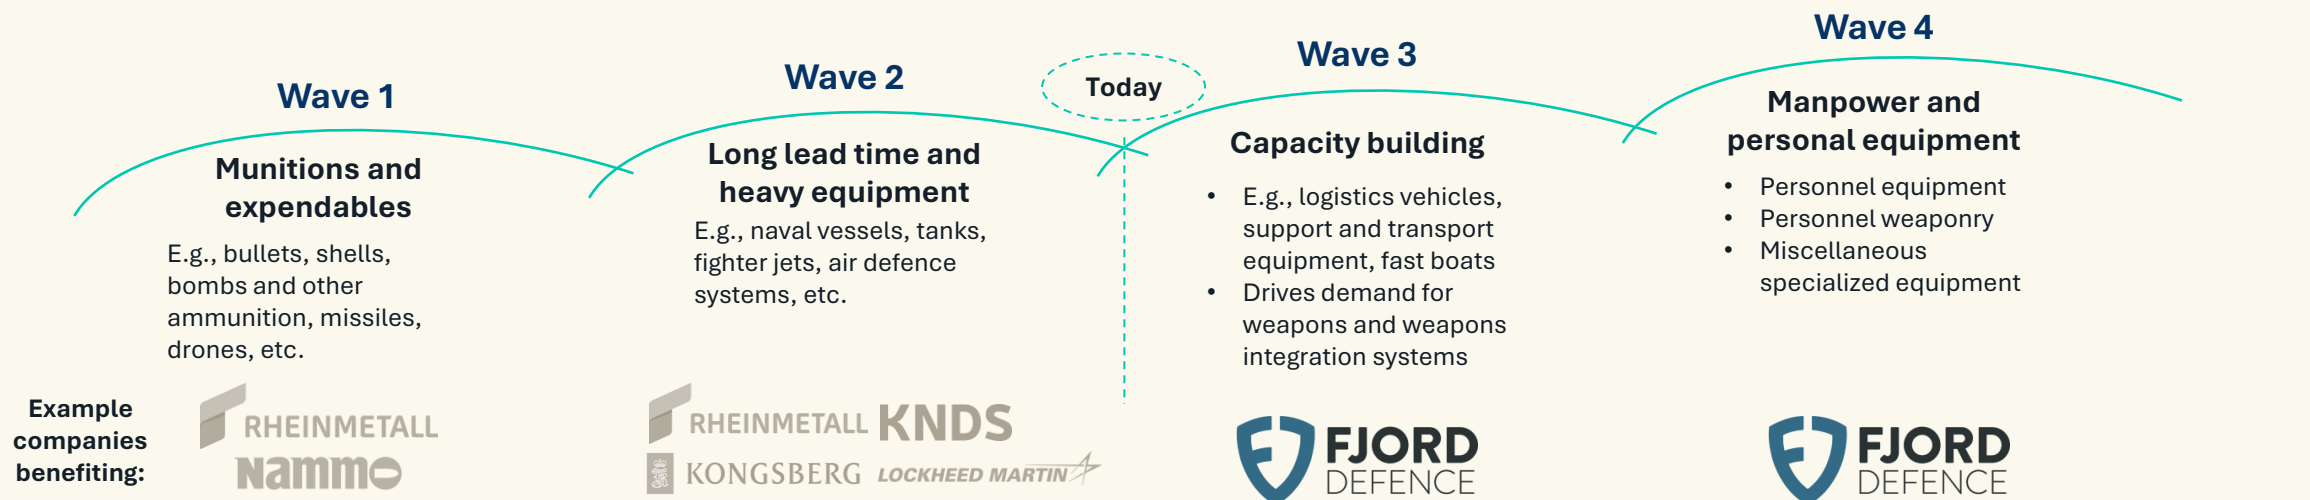 Wave 1
Munitions and
expendables
E.g., bullets, shells,
bombs and other
ammunition, missiles,
drones, etc.
Wave 2
Long lead time and
heavy equipment
E.g., naval vessels, tanks,
fighter jets, air defence
systems, etc.
Today
Wave 3
Capacity building
• E.g., logistics vehicles,
support and transport
equipment, fast boats
• Drives demand for
weapons and weapons
integration systems
Wave 4
Manpower and
personal equipment
• Personnel equipment
• Personnel weaponry
• Miscellaneous
specialized equipment
Example
companies
benefiting:
RHEINMETALL
Nammo
RHEINMETALL
KNDS
KONGSBERG
LOCKHEED MARTIN
FJORD
DEFENCE
FJORD
DEFENCE